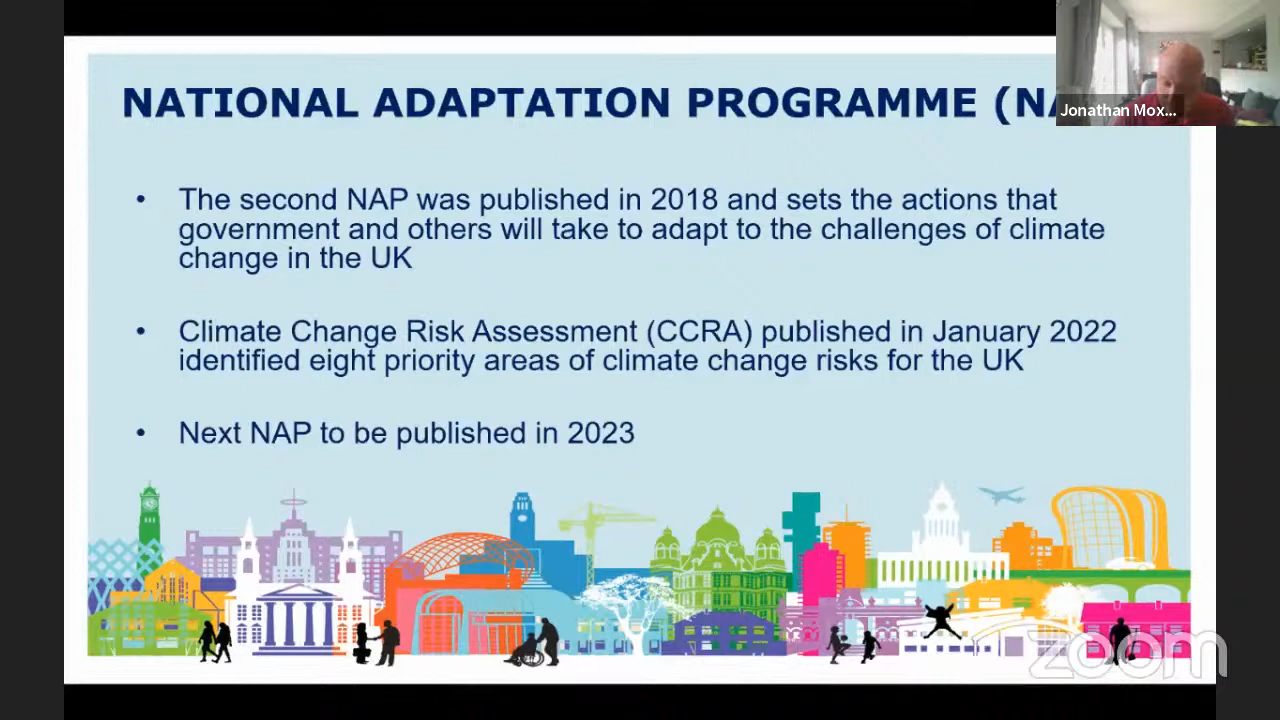 NATIONAL ADAPTATION PROGRAMME (NA
Jonathan Mox...
• The second NAP was published in 2018 and sets the actions that
government and others will take to adapt to the challenges of climate
change in the UK
• Climate Change Risk Assessment (CCRA) published in January 2022
identified eight priority areas of climate change risks for the UK
• Next NAP to be published in 2023
zoom